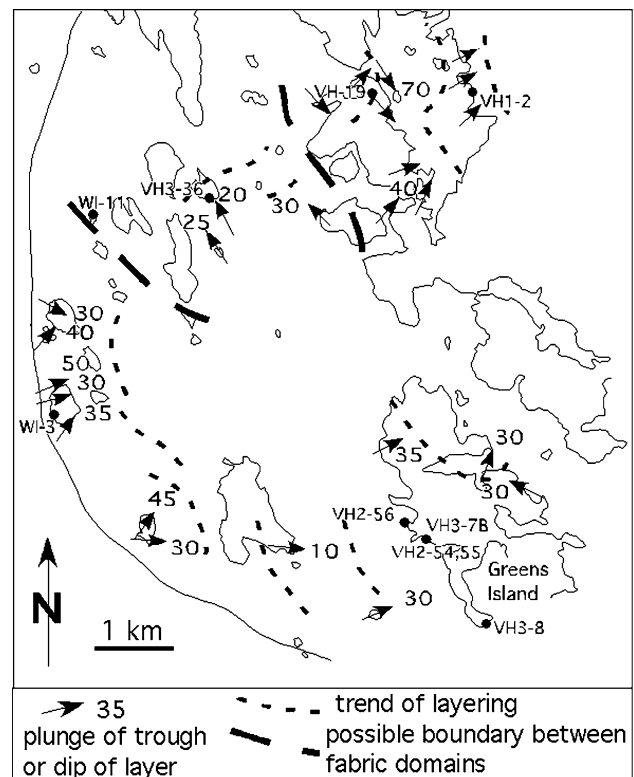 VH-19
70
VH1-2
VH3-36
20
40
30
WI-11
25
30
40
50
30
35
WI-3
30
35
30
45
VH2-56
VH3-7B
30
10
VH2-54,55
Greens
Island
N
30
1 km
VH3-8
35
trend of layering
plunge of trough
or dip of layer
possible boundary between
fabric domains